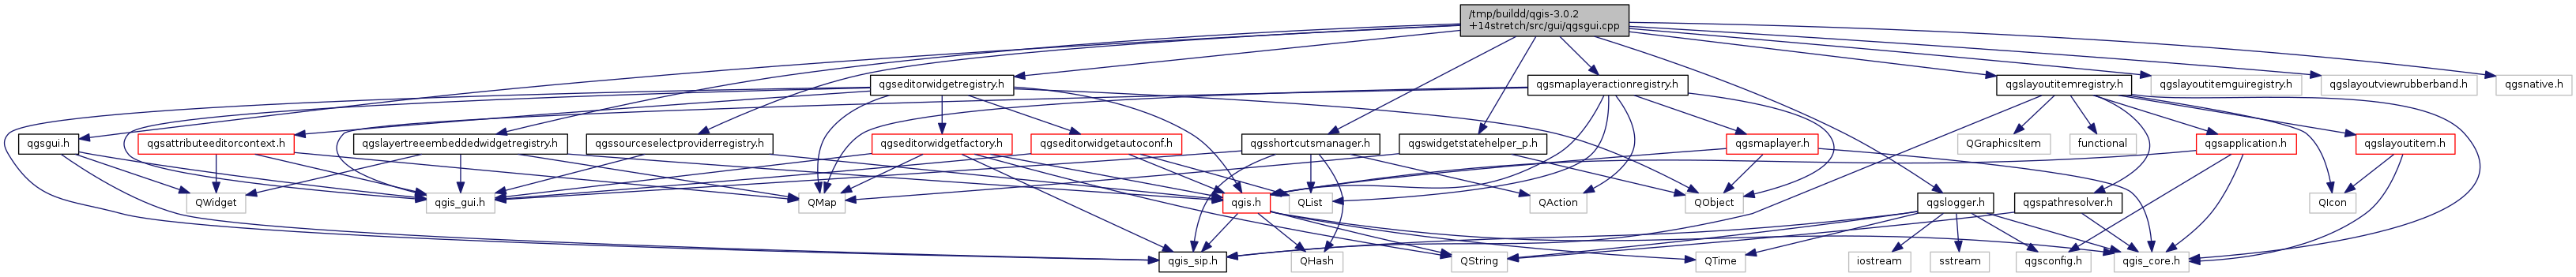 /tmp/buildd/qgis-3.0.2
+14stretch/src/gui/qgsgui.cpp
qgseditorwidgetregistry.h
qgsmaplayeractionregistry.h
qgslayoutitemregistry.h
qgslayoutitemguiregistry.h
qgslayoutviewrubberband.h
qgsnative.h
qgsgui.h
qgsattributeeditorcontext.h
qgslayertreeembeddedwidgetregistry.h
qgssourceselectproviderregistry.h
qgseditorwidgetfactory.h
qgseditorwidgetautoconf.h
qgsshortcutsmanager.h
qgswidgetstatehelper_p.h
qgsmaplayer.h
QGraphicsItem
functional
qgsapplication.h
qgslayoutitem.h
QWidget
qgis_gui.h
QMap
qgis.h
QList
QAction
QObject
qgslogger.h
qgspathresolver.h
QIcon
qgis_sip.h
QHash
QString
QTime
iostream
sstream
qgsconfig.h
qgis_core.h